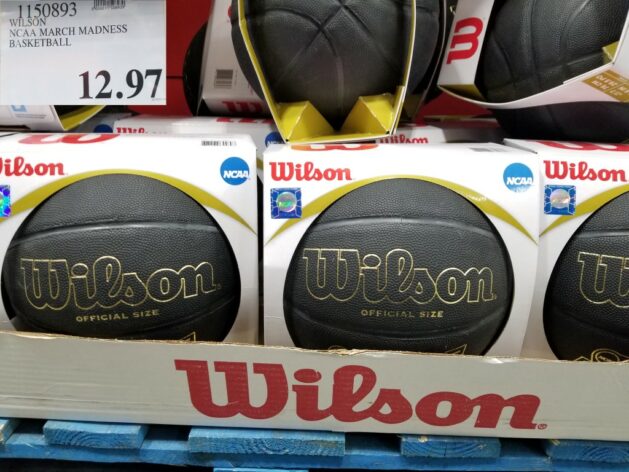 1150893
WILSON
NCAA MARCH MADNESS
BASKETBALL
12.97
Wilson
NCAA
Wilson
NCAA
Wilson
Wilson
OFFICIAL SIZE
Wilson
OFFICIAL SIZE
Wilson.